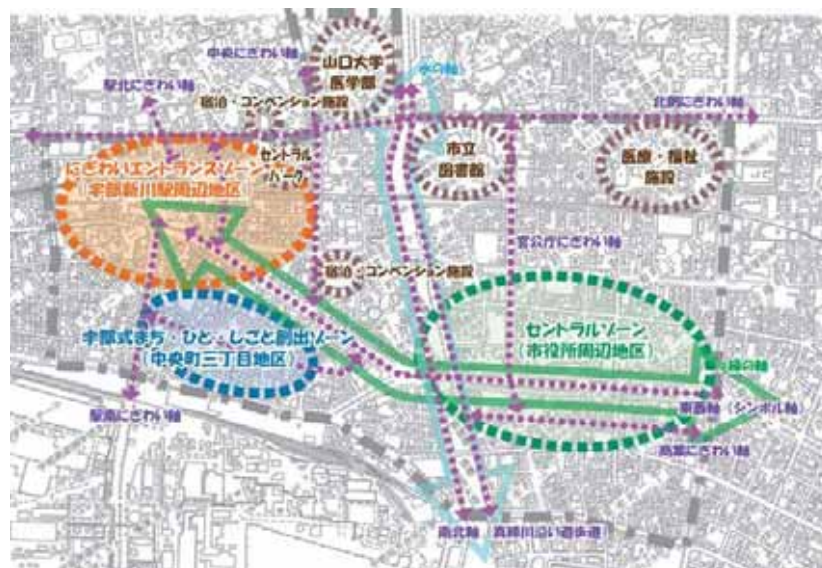 中央にぎわい軸
山口大学
医学部
水の軸
駅北にぎわい軸
宿泊・コンベンション施設
北側にぎわい軸
セントラル
パーク
市立
図書館
医療・福祉
施設
にぎわいエントランスゾーン
(宇部新川駅周辺地区)
官公庁にぎわい軸
宿泊・コンベンション施設
セントラルゾーン
(市役所周辺地区)
宇部式まち・ひと・しごと創出ゾーン
(中央町三丁目地区)
緑の軸
東西軸(シンボル軸)
駅南にぎわい軸
商業にぎわい軸
南北軸(真締川沿い遊歩道)